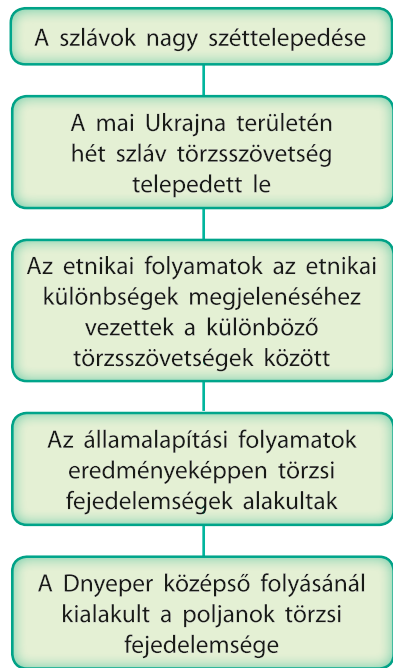 A szlávok nagy széttelepedése
A mai Ukrajna területén
hét szláv törzsszövetség
telepedett le
Az etnikai folyamatok az etnikai
különbségek megjelenéséhez
vezettek a különböző
törzsszövetségek között
Az államalapítási folyamatok
eredményeképpen törzsi
fejedelemségek alakultak
A Dnyeper középső folyásánál
kialakult a poljanok törzsi
fejedelemsége